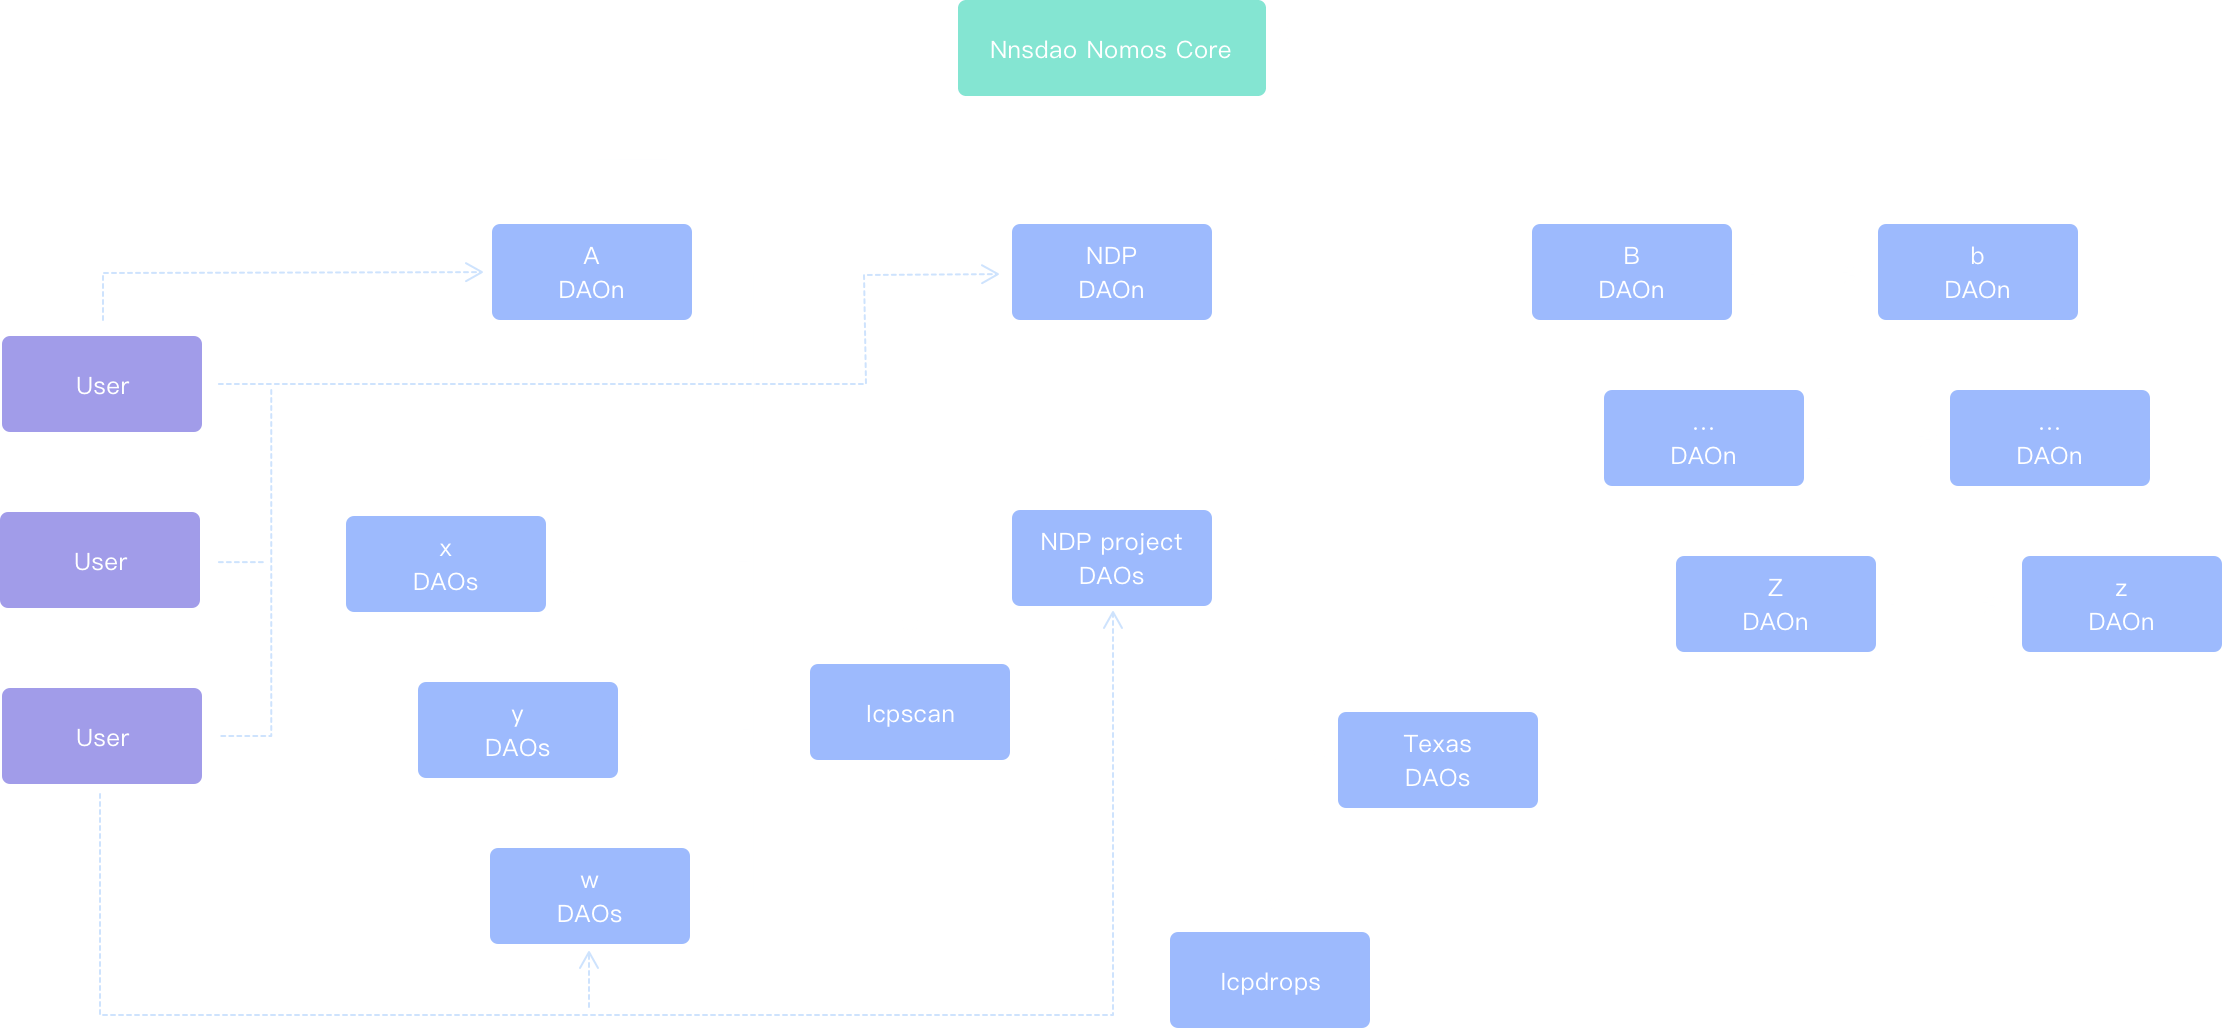 Nnsdao Nomos Core
A
DAOn
NDP
DAOn
B
DAOn
b
DAOn
User
...
DAOn
...
DAOn
User
x
DAOs
NDP project
DAOs
Z
DAOn
z
DAOn
User
y
DAOs
Icpscan
Texas
DAOs
w
DAOs
Icpdrops